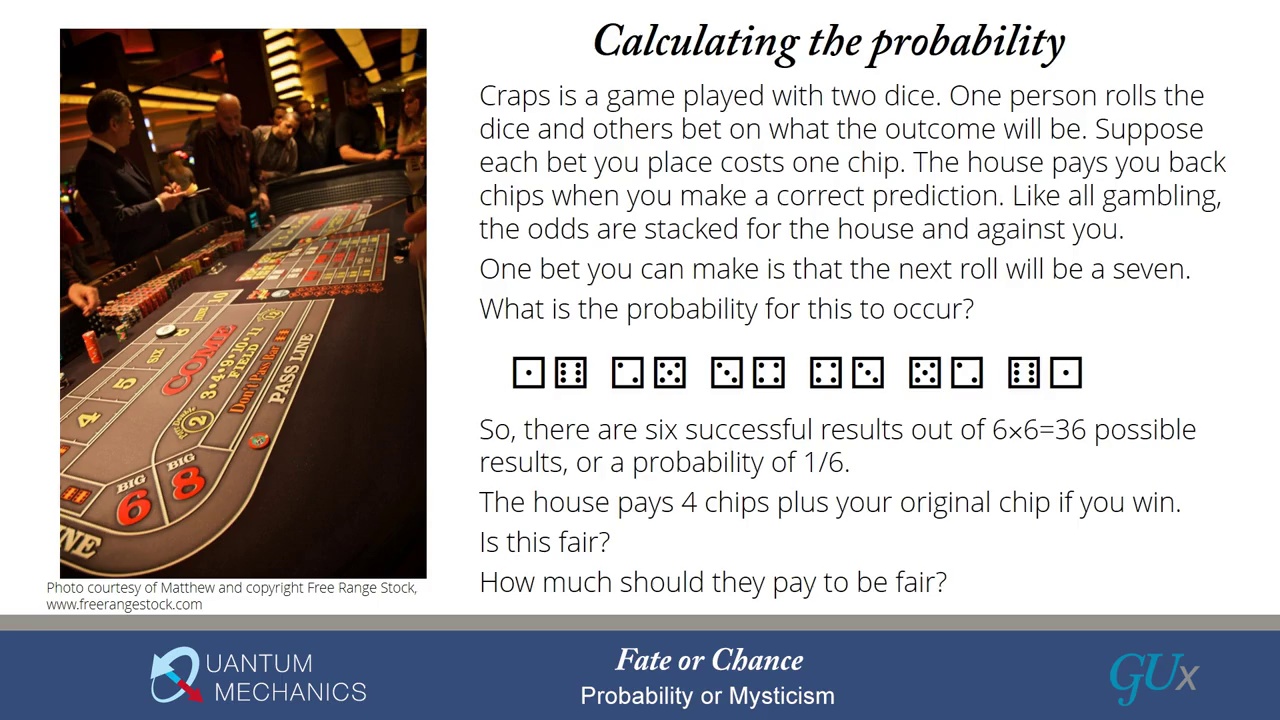 Calculating the probability
Craps is a game played with two dice. One person rolls the
dice and others bet on what the outcome will be. Suppose
each bet you place costs one chip. The house pays you back
chips when you make a correct prediction. Like all gambling,
the odds are stacked for the house and against you.
One bet you can make is that the next roll will be a seven.
What is the probability for this to occur?
So, there are six successful results out of 6×6=36 possible
results, or a probability of 1/6.
The house pays 4 chips plus your original chip if you win.
Is this fair?
How much should they pay to be fair?
10
NINE
8
SIX
5
4
COME
3•4•9•10•11
FIELD
2
12
Don't Pass Bar
PASS LINE
BIG
6
BIG
8
NE
Photo courtesy of Matthew and copyright Free Range Stock,
www.freerangestock.com
QUANTUM
MECHANICS
Fate or Chance
Probability or Mysticism
GUx